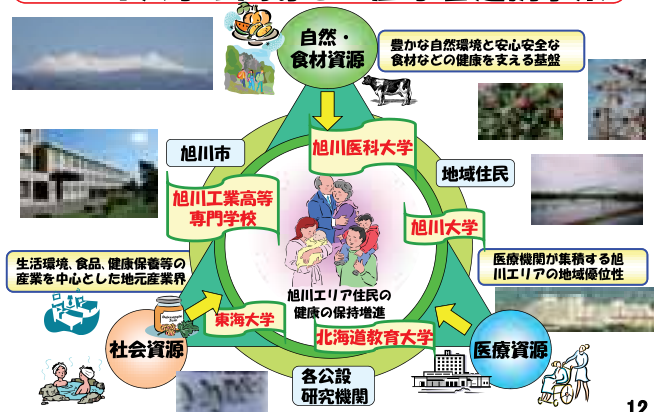 自然・
食材資源
豊かな自然環境と安心安全な
食材などの健康を支える基盤
旭川市
旭川医科大学
地域住民
旭川工業高等
専門学校
旭川大学
生活環境、食品、健康保養等の
産業を中心とした地元産業界
医療機関が集積する旭
川エリアの地域優位性
旭川エリア住民の
健康の保持増進
東海大学
北海道教育大学
社会資源
医療資源
各公設
研究機関
12